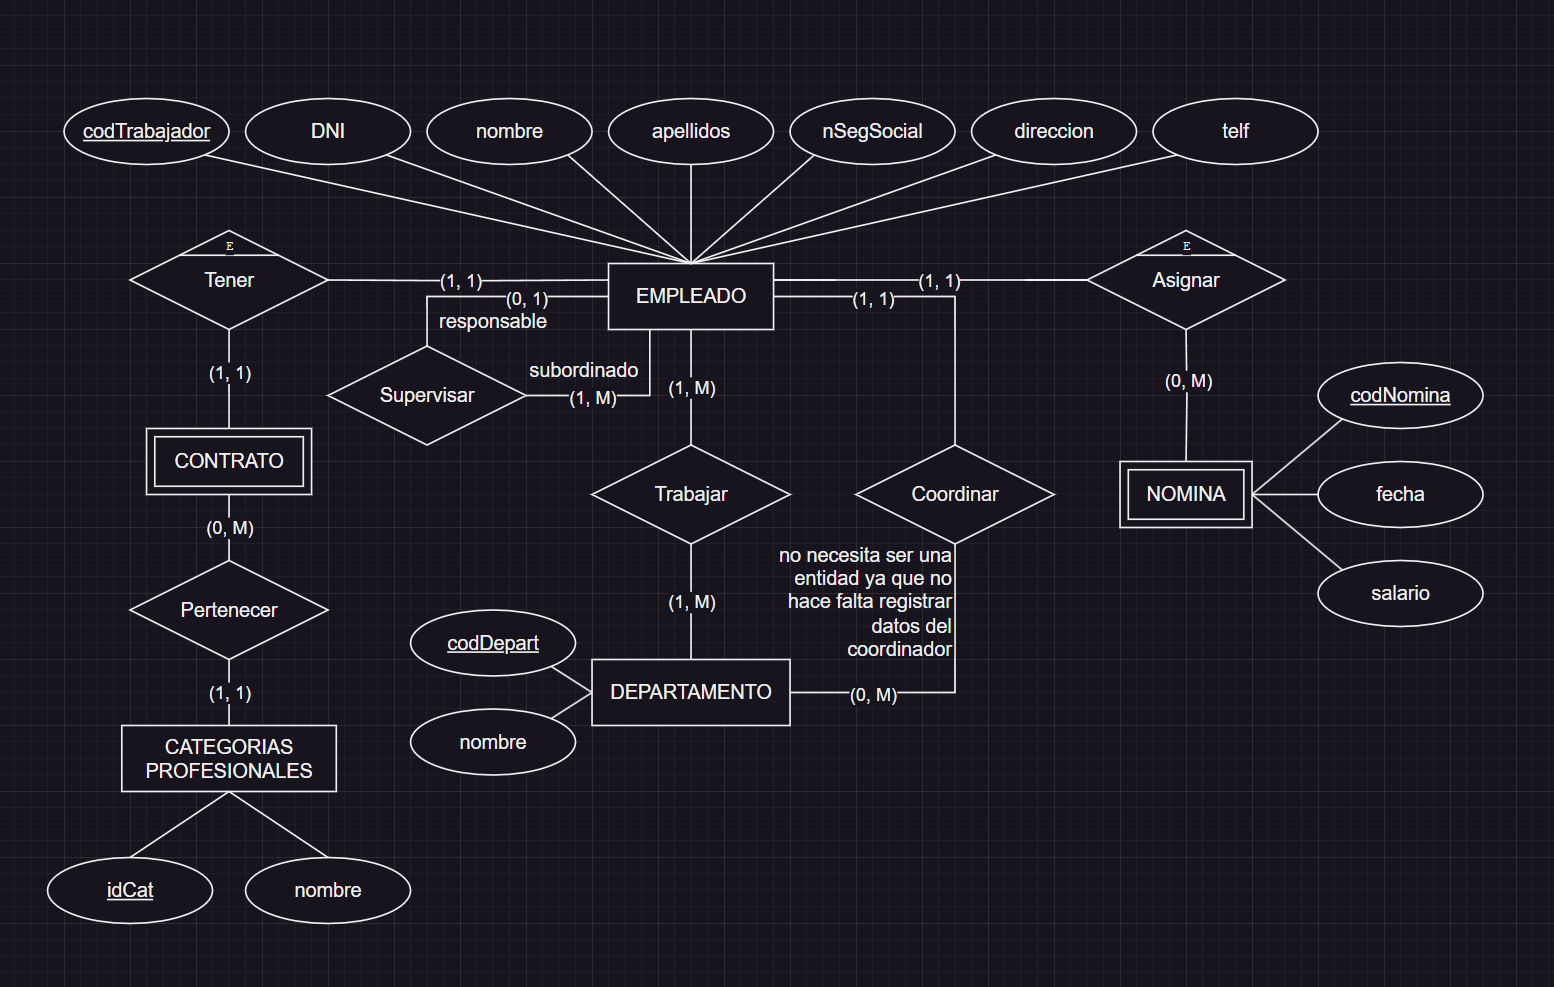 codTrabajador
DNI
nombre
apellidos
nSegSocial
direccion
telf
E
Tener
(1, 1)
EMPLEADO
(1, 1)
E
Asignar
(0, 1)
responsable
(1, 1)
subordinado
(1, M)
Supervisar
(1, M)
(1, 1)
(0, M)
codNomina
CONTRATO
Trabajar
Coordinar
NOMINA
fecha
(0, M)
no necesita ser una
entidad ya que no
hace falta registrar
datos del
coordinador
salario
Pertenecer
(1, M)
codDepart
(1, 1)
DEPARTAMENTO
(0, M)
nombre
CATEGORIAS
PROFESIONALES
idCat
nombre